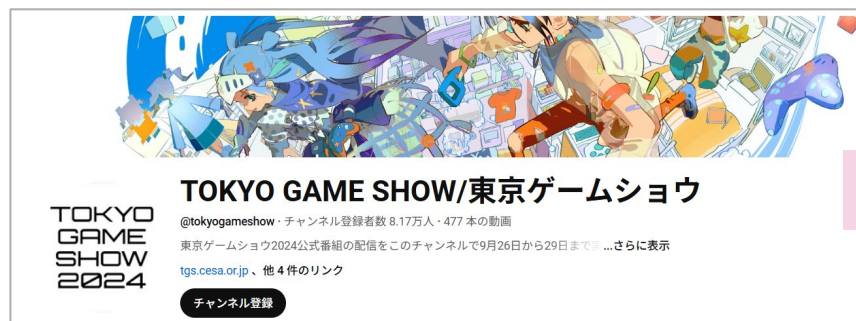 TOKYO GAME SHOW/東京ゲームショウ
@tokyogameshow・チャンネル登録者数 8.17万人・477 本の動画
東京ゲームショウ2024公式番組の配信をこのチャンネルで9月26日から29日まで ...さらに表示
tgs.cesa.or.jp 、他 4 件のリンク
チャンネル登録
TOKYO
GAME
SHOW
2024